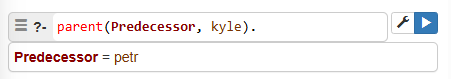 ?- parent(Predecessor, kyle).
Predecessor = petr